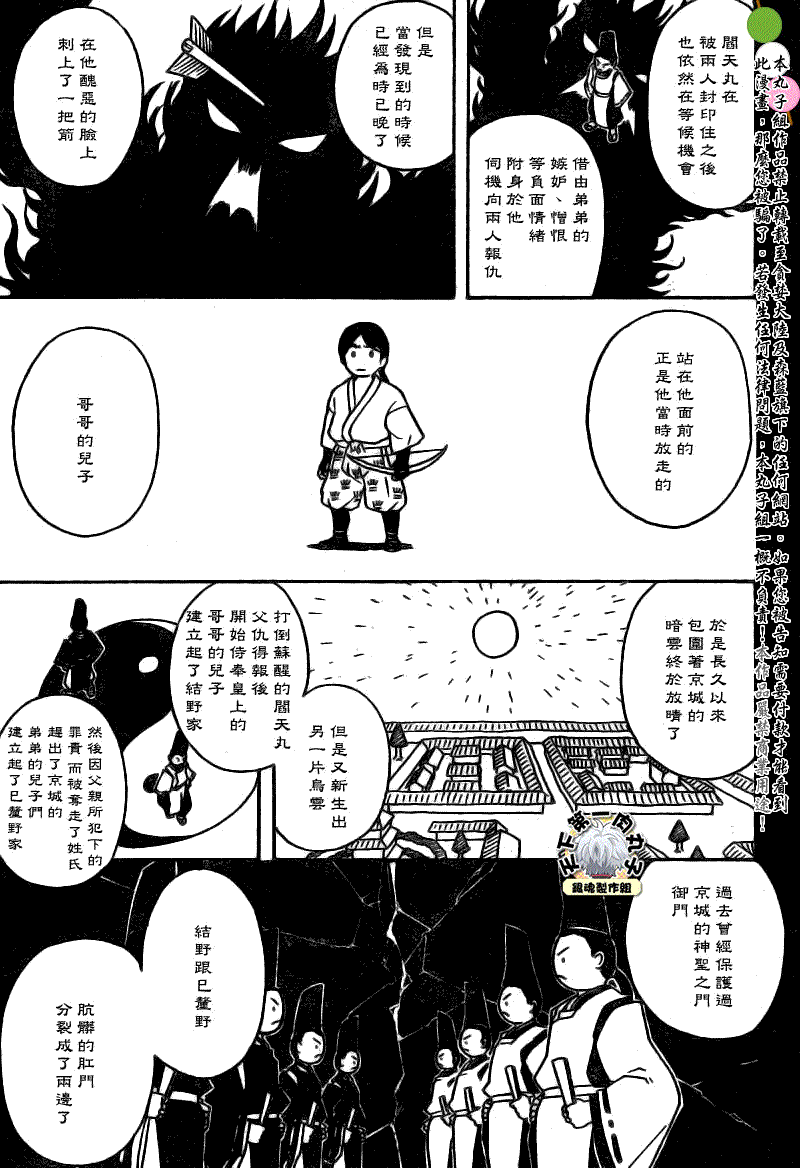 閻天丸在
被兩人封印住之後
也依然在等候機會
借由弟弟的
嫉妒、憎恨
等負面情緒
附身於他
伺機向兩人報仇
但是
當發現到的時候
已經為時已晚了
在他醜惡的臉上
刺上了一把箭
站在他面前的
正是他當時放走的
哥哥的兒子
於是長久以來
包圍著京城的
暗雲終於放晴了
但是又新生出
另一片烏雲
打倒蘇醒的閻天丸
父仇得報後
開始侍奉皇上的
哥哥的兒子
建立起了結野家
然後因父親所犯下的
罪責 而被奪走了姓氏
趕出了京城的
弟弟的兒子們
建立起了巳釐野家
過去曾經保護過
京城的神聖之門
御門
結野跟巳釐野
骯髒的肛門
分裂成了兩邊了
天下第一肉丸子
銀魂製作組
本丸子組作品禁止轉載至貪婪大陸及森藍旗下的任何網站。如果您被告知需要付款才能看到
此漫畫，那麼您被騙了。若發生任何法律問題，本丸子組一概不負責！本作品嚴禁商業用途！